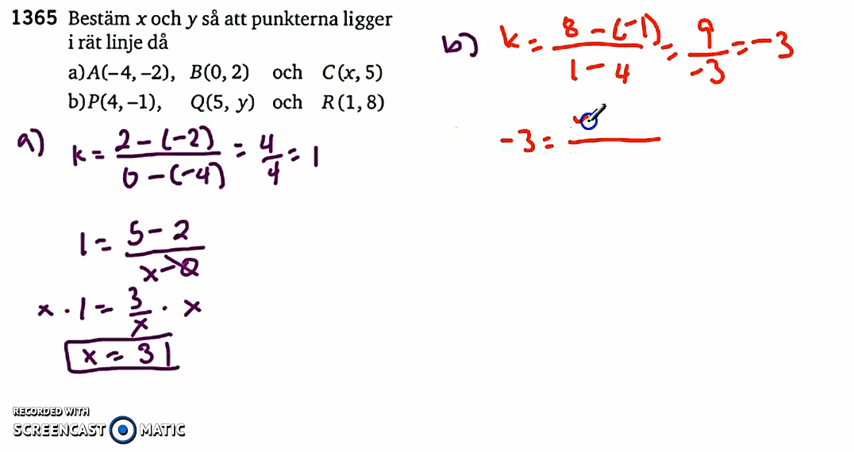 1365 Bestäm x och y så att punkterna ligger
i rät linje då
a) A(−4, −2), B(0, 2) och C(x, 5)
b) P(4, −1), Q(5, y) och R(1, 8)
a) k = 2 − (−2) / 0 − (−4) = 4/4 = 1
1 = 5 − 2 / x − 0
x · 1 = 3/x · x
x = 3 |
b) k = 8 − (−1) / 1 − 4 = 9/−3 = −3
−3 =
RECORDED WITH
SCREENCAST MATIC